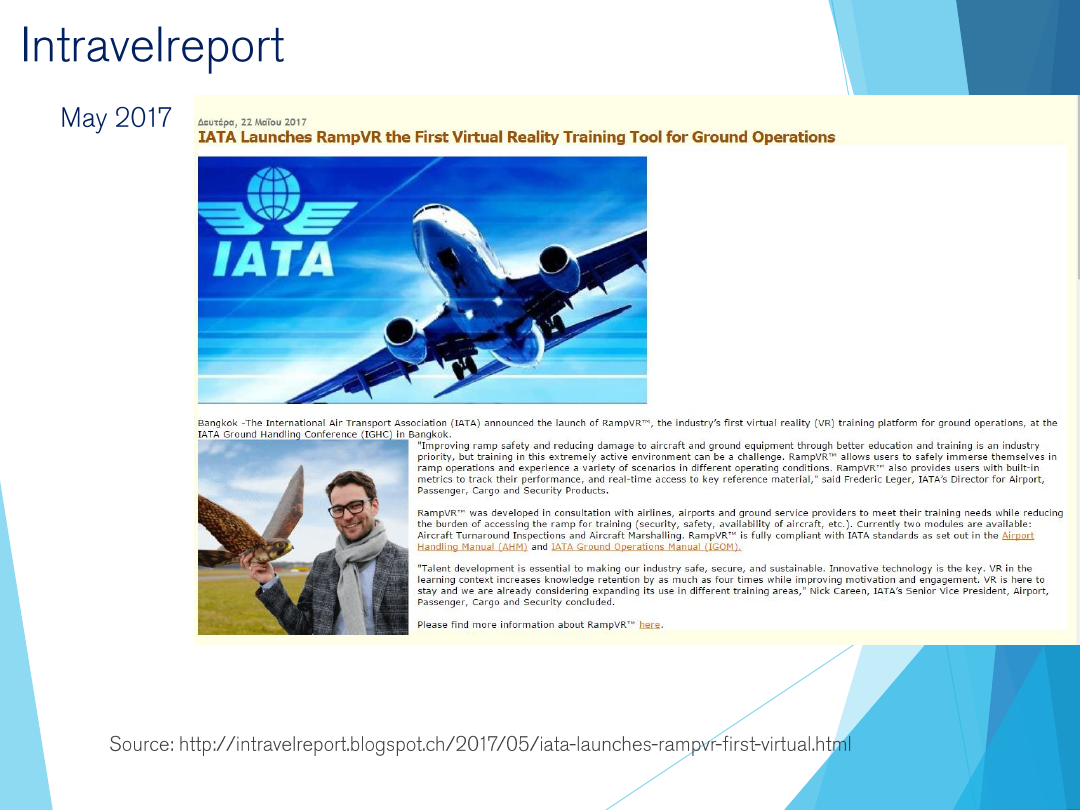 Intravelreport
May 2017
Δευτέρα, 22 Μαΐου 2017
IATA Launches RampVR the First Virtual Reality Training Tool for Ground Operations
IATA
Bangkok -The International Air Transport Association (IATA) announced the launch of RampVR™, the industry's first virtual reality (VR) training platform for ground operations, at the
IATA Ground Handling Conference (IGHC) in Bangkok.
"Improving ramp safety and reducing damage to aircraft and ground equipment through better education and training is an industry
priority, but training in this extremely active environment can be a challenge. RampVR™ allows users to safely immerse themselves in
ramp operations and experience a variety of scenarios in different operating conditions. RampVR™ also provides users with built-in
metrics to track their performance, and real-time access to key reference material," said Frederic Leger, IATA's Director for Airport,
Passenger, Cargo and Security Products.
RampVR™ was developed in consultation with airlines, airports and ground service providers to meet their training needs while reducing
the burden of accessing the ramp for training (security, safety, availability of aircraft, etc.). Currently two modules are available:
Aircraft Turnaround Inspections and Aircraft Marshalling. RampVR™ is fully compliant with IATA standards as set out in the Airport
Handling Manual (AHM) and IATA Ground Operations Manual (IGOM).
"Talent development is essential to making our industry safe, secure, and sustainable. Innovative technology is the key. VR in the
learning context increases knowledge retention by as much as four times while improving motivation and engagement. VR is here to
stay and we are already considering expanding its use in different training areas," Nick Careen, IATA's Senior Vice President, Airport,
Passenger, Cargo and Security concluded.
Please find more information about RampVR™ here.
Source: http://intravelreport.blogspot.ch/2017/05/iata-launches-rampvr-first-virtual.html